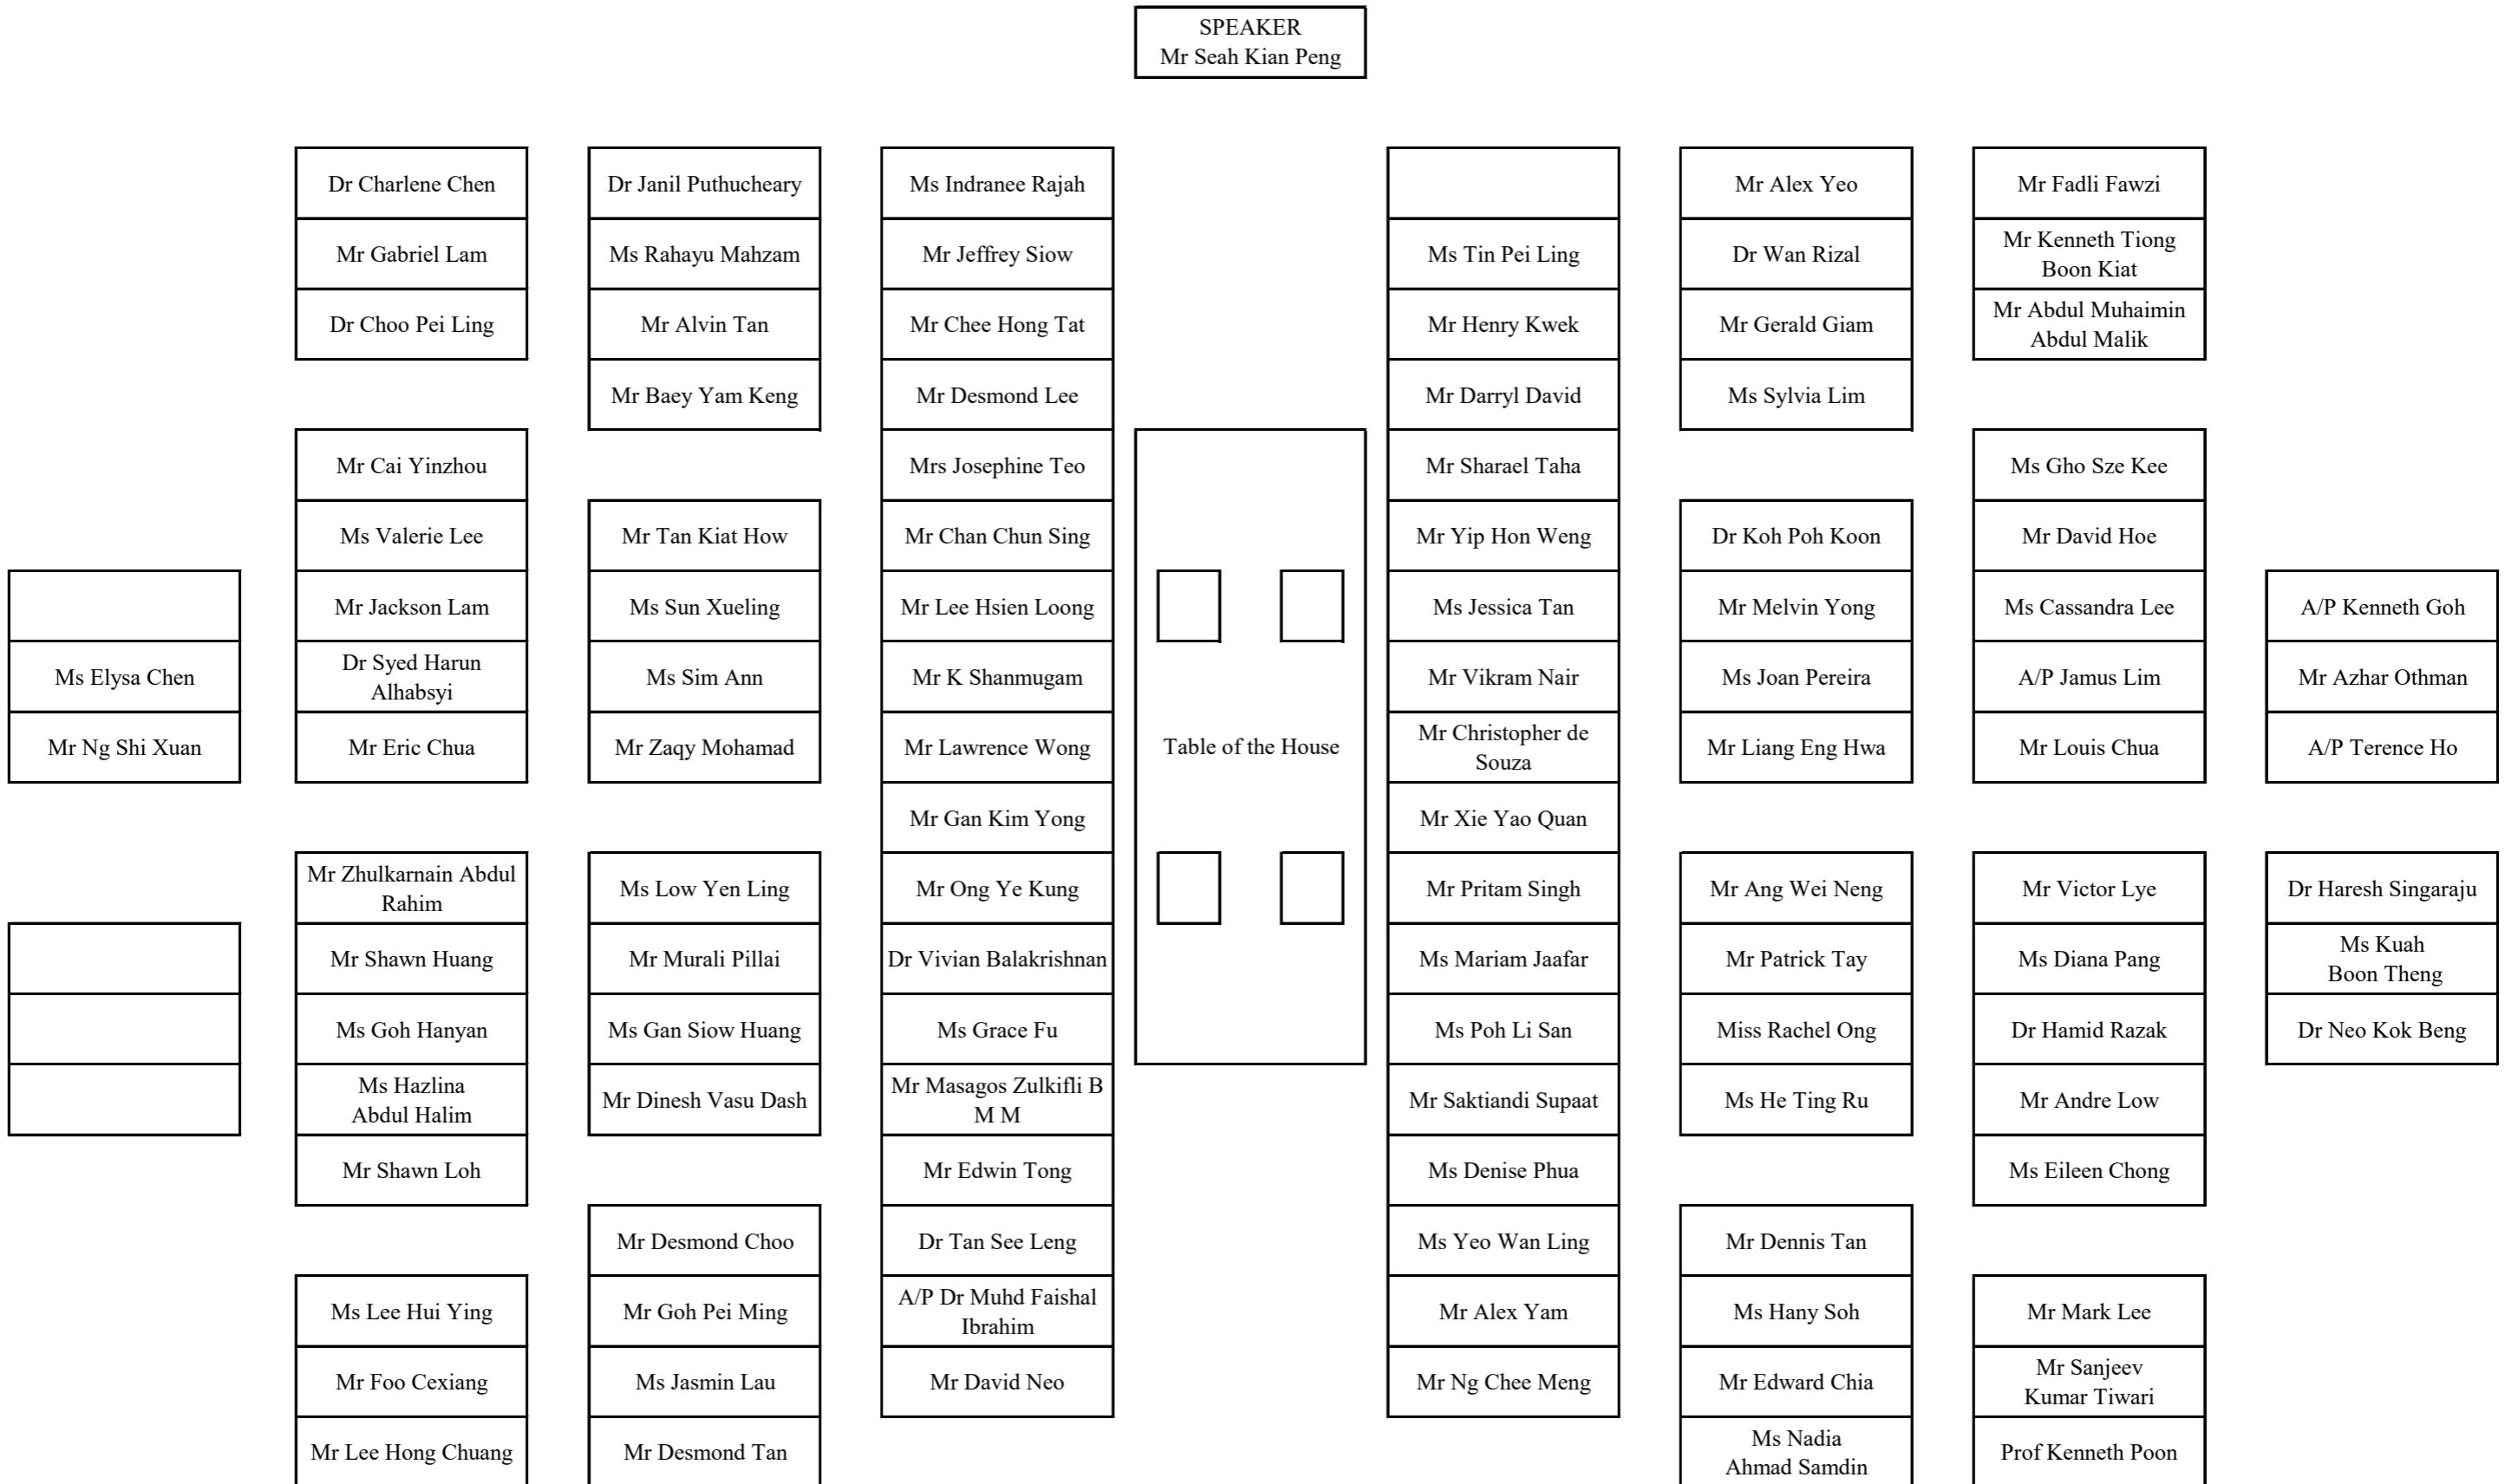 SPEAKER
Mr Seah Kian Peng
Dr Charlene Chen
Mr Gabriel Lam
Dr Choo Pei Ling
Dr Janil Puthucheary
Ms Rahayu Mahzam
Mr Alvin Tan
Mr Baey Yam Keng
Ms Indranee Rajah
Mr Jeffrey Siow
Mr Chee Hong Tat
Mr Desmond Lee
Mrs Josephine Teo
Mr Chan Chun Sing
Mr Lee Hsien Loong
Mr K Shanmugam
Mr Lawrence Wong
Mr Gan Kim Yong
Mr Ong Ye Kung
Dr Vivian Balakrishnan
Ms Grace Fu
Mr Masagos Zulkifli B
M M
Mr Edwin Tong
Dr Tan See Leng
A/P Dr Muhd Faishal
Ibrahim
Mr David Neo
Mr Cai Yinzhou
Ms Valerie Lee
Mr Jackson Lam
Dr Syed Harun
Alhabsyi
Mr Eric Chua
Mr Tan Kiat How
Ms Sun Xueling
Ms Sim Ann
Mr Zaqy Mohamad
Ms Elysa Chen
Mr Ng Shi Xuan
Mr Zhulkarnain Abdul
Rahim
Mr Shawn Huang
Ms Goh Hanyan
Ms Hazlina
Abdul Halim
Mr Shawn Loh
Ms Low Yen Ling
Mr Murali Pillai
Ms Gan Siow Huang
Mr Dinesh Vasu Dash
Ms Lee Hui Ying
Mr Foo Cexiang
Mr Lee Hong Chuang
Mr Desmond Choo
Mr Goh Pei Ming
Ms Jasmin Lau
Mr Desmond Tan
Table of the House
Ms Tin Pei Ling
Mr Henry Kwek
Mr Darryl David
Mr Sharael Taha
Mr Yip Hon Weng
Ms Jessica Tan
Mr Vikram Nair
Mr Christopher de
Souza
Mr Xie Yao Quan
Mr Pritam Singh
Ms Mariam Jaafar
Ms Poh Li San
Mr Saktiandi Supaat
Ms Denise Phua
Ms Yeo Wan Ling
Mr Alex Yam
Mr Ng Chee Meng
Mr Alex Yeo
Dr Wan Rizal
Mr Gerald Giam
Ms Sylvia Lim
Dr Koh Poh Koon
Mr Melvin Yong
Ms Joan Pereira
Mr Liang Eng Hwa
Mr Ang Wei Neng
Mr Patrick Tay
Miss Rachel Ong
Ms He Ting Ru
Mr Dennis Tan
Ms Hany Soh
Mr Edward Chia
Ms Nadia
Ahmad Samdin
Mr Fadli Fawzi
Mr Kenneth Tiong
Boon Kiat
Mr Abdul Muhaimin
Abdul Malik
Ms Gho Sze Kee
Mr David Hoe
Ms Cassandra Lee
A/P Jamus Lim
Mr Louis Chua
Mr Victor Lye
Ms Diana Pang
Dr Hamid Razak
Mr Andre Low
Ms Eileen Chong
Mr Mark Lee
Mr Sanjeev
Kumar Tiwari
Prof Kenneth Poon
A/P Kenneth Goh
Mr Azhar Othman
A/P Terence Ho
Dr Haresh Singaraju
Ms Kuah
Boon Theng
Dr Neo Kok Beng